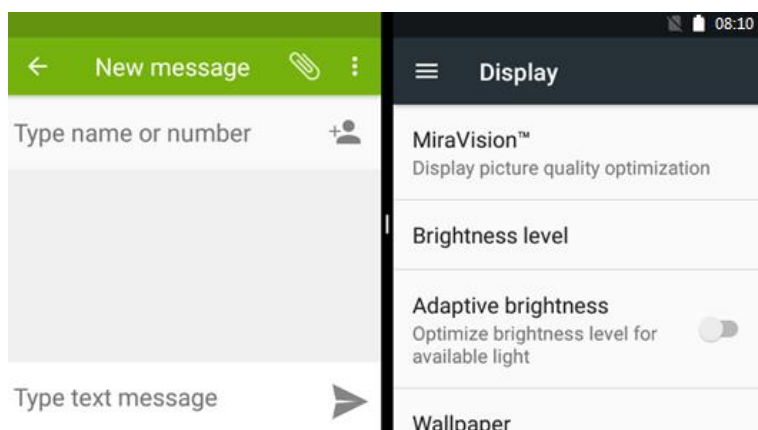 New message
Type name or number
Type text message
08:10
Display
MiraVision™
Display picture quality optimization
Brightness level
Adaptive brightness
Optimize brightness level for
available light
Wallpaper